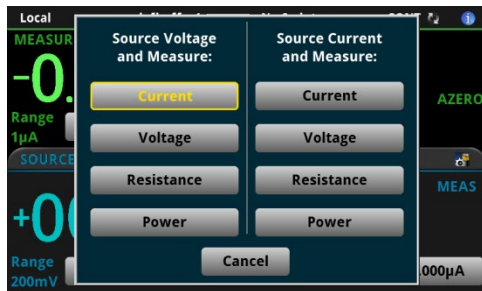 Local
MEASUR
-0.
Range
1µA
AZERO
Source Voltage
and Measure:
Source Current
and Measure:
Current
Current
Voltage
Voltage
Resistance
Resistance
Power
Power
Cancel
SOURCE
MEAS
+00
Range
200mV
000µA